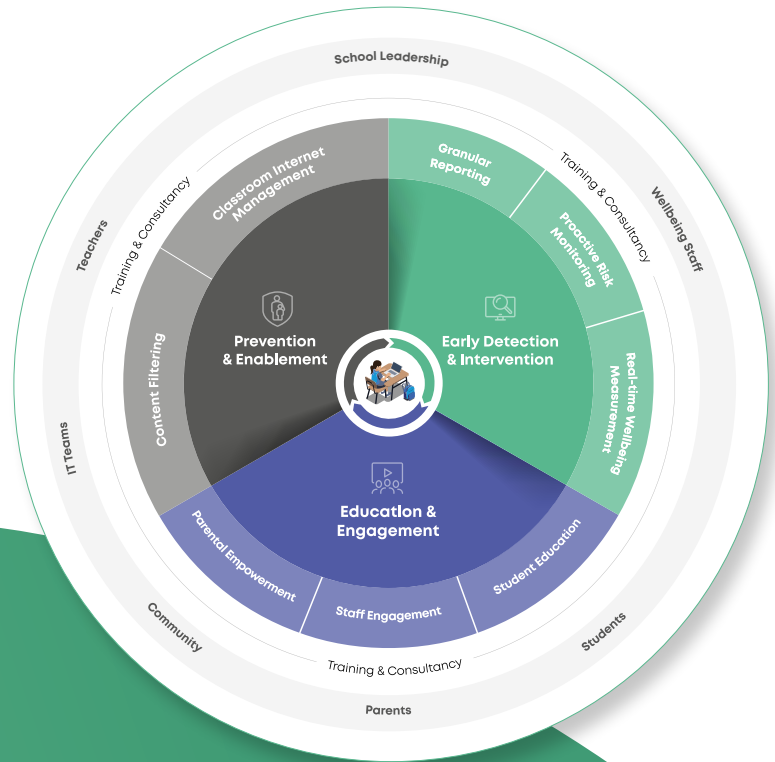 School Leadership
Teachers
Wellbeing Staff
IT Teams
Community
Students
Parents
Training & Consultancy
Training & Consultancy
Training & Consultancy
Classroom Internet
Management
Content Filtering
Granular
Reporting
Proactive Risk
Monitoring
Real-time Wellbeing
Measurement
Prevention
& Enablement
Early Detection
& Intervention
Education &
Engagement
Parental Empowerment
Staff Engagement
Student Education